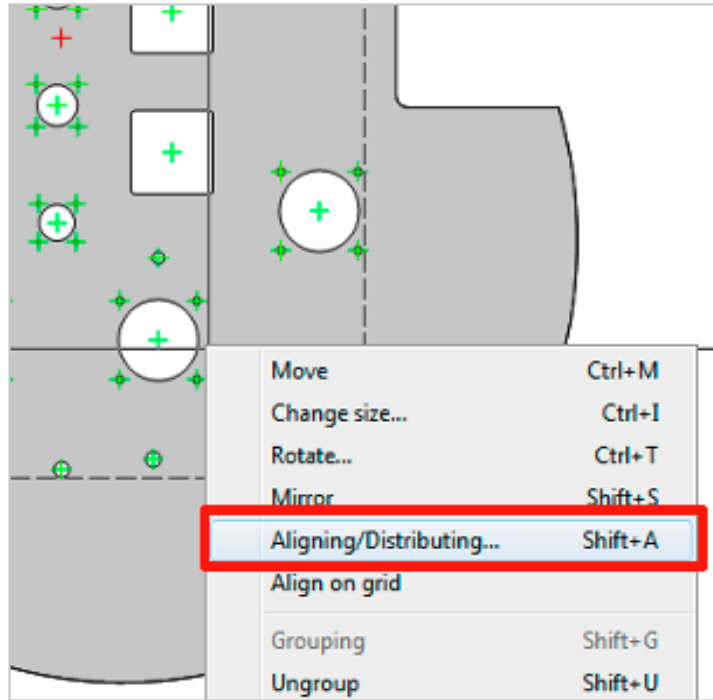 Move Ctrl+M
Change size... Ctrl+I
Rotate... Ctrl+T
Mirror Shift+S
Aligning/Distributing... Shift+A
Align on grid
Grouping Shift+G
Ungroup Shift+U